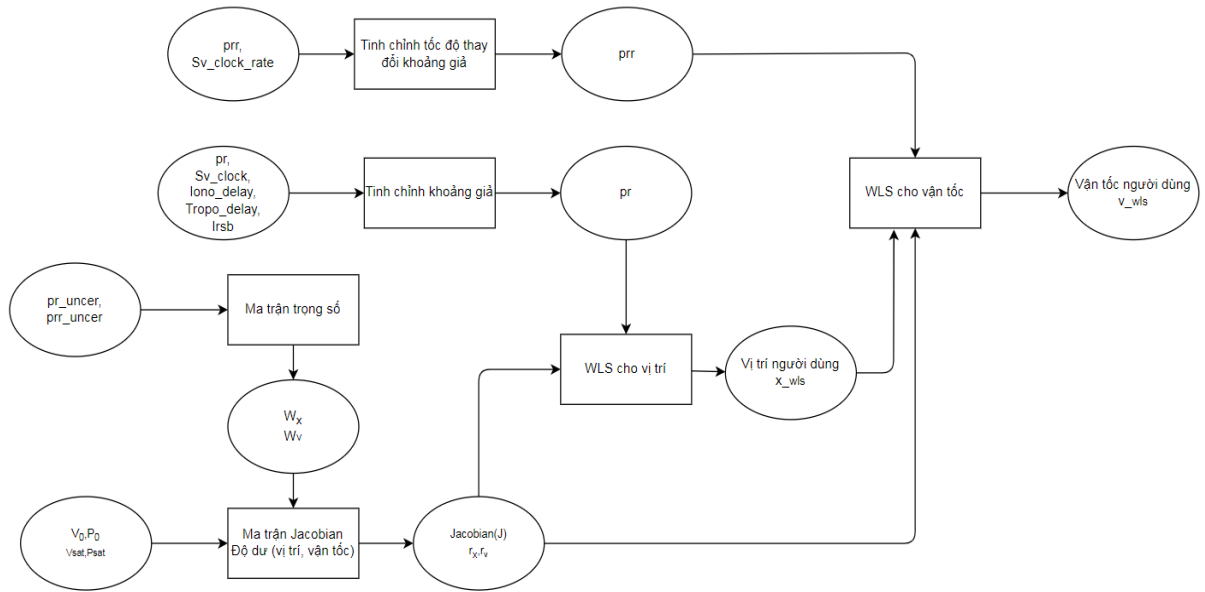 prr,
Sv_clock_rate
Tinh chỉnh tốc độ thay
đổi khoảng giả
prr
pr,
Sv_clock,
Iono_delay,
Tropo_delay,
Irsb
Tinh chỉnh khoảng giả
pr
WLS cho vận tốc
Vận tốc người dùng
v_wls
pr_uncer,
prr_uncer
Ma trận trọng số
WLS cho vị trí
Vị trí người dùng
x_wls
Wx
Wv
V0,P0
Vsat,Psat
Ma trận Jacobian
Độ dư (vị trí, vận tốc)
Jacobian(J)
rx,rv